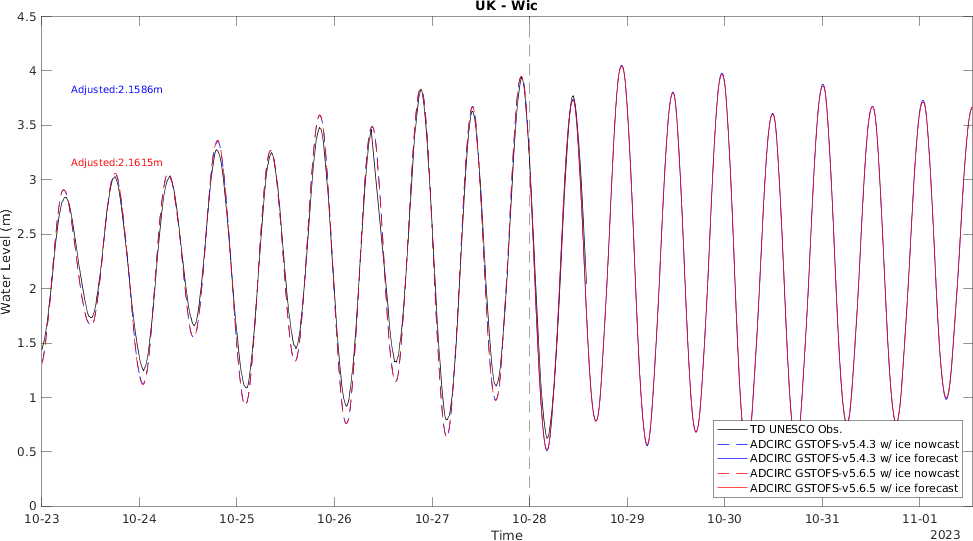 UK - Wic
4.5
4
3.5
3
2.5
2
1.5
1
0.5
0
Water Level (m)
Adjusted:2.1586m
Adjusted:2.1615m
TD UNESCO Obs.
ADCIRC GSTOFS-v5.4.3 w/ ice nowcast
ADCIRC GSTOFS-v5.4.3 w/ ice forecast
ADCIRC GSTOFS-v5.6.5 w/ ice nowcast
ADCIRC GSTOFS-v5.6.5 w/ ice forecast
10-23 10-24 10-25 10-26 10-27 10-28 10-29 10-30 10-31 11-01
Time
2023